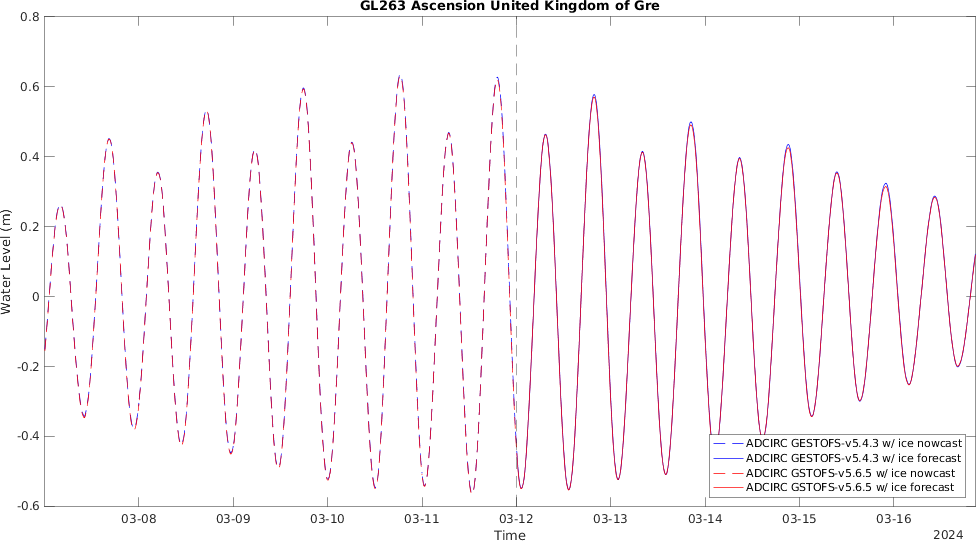 GL263 Ascension United Kingdom of Gre
Water Level (m)
0.8
0.6
0.4
0.2
0
-0.2
-0.4
-0.6
ADCIRC GESTOFS-v5.4.3 w/ ice nowcast
ADCIRC GESTOFS-v5.4.3 w/ ice forecast
ADCIRC GSTOFS-v5.6.5 w/ ice nowcast
ADCIRC GSTOFS-v5.6.5 w/ ice forecast
03-08 03-09 03-10 03-11 03-12 03-13 03-14 03-15 03-16
Time
2024